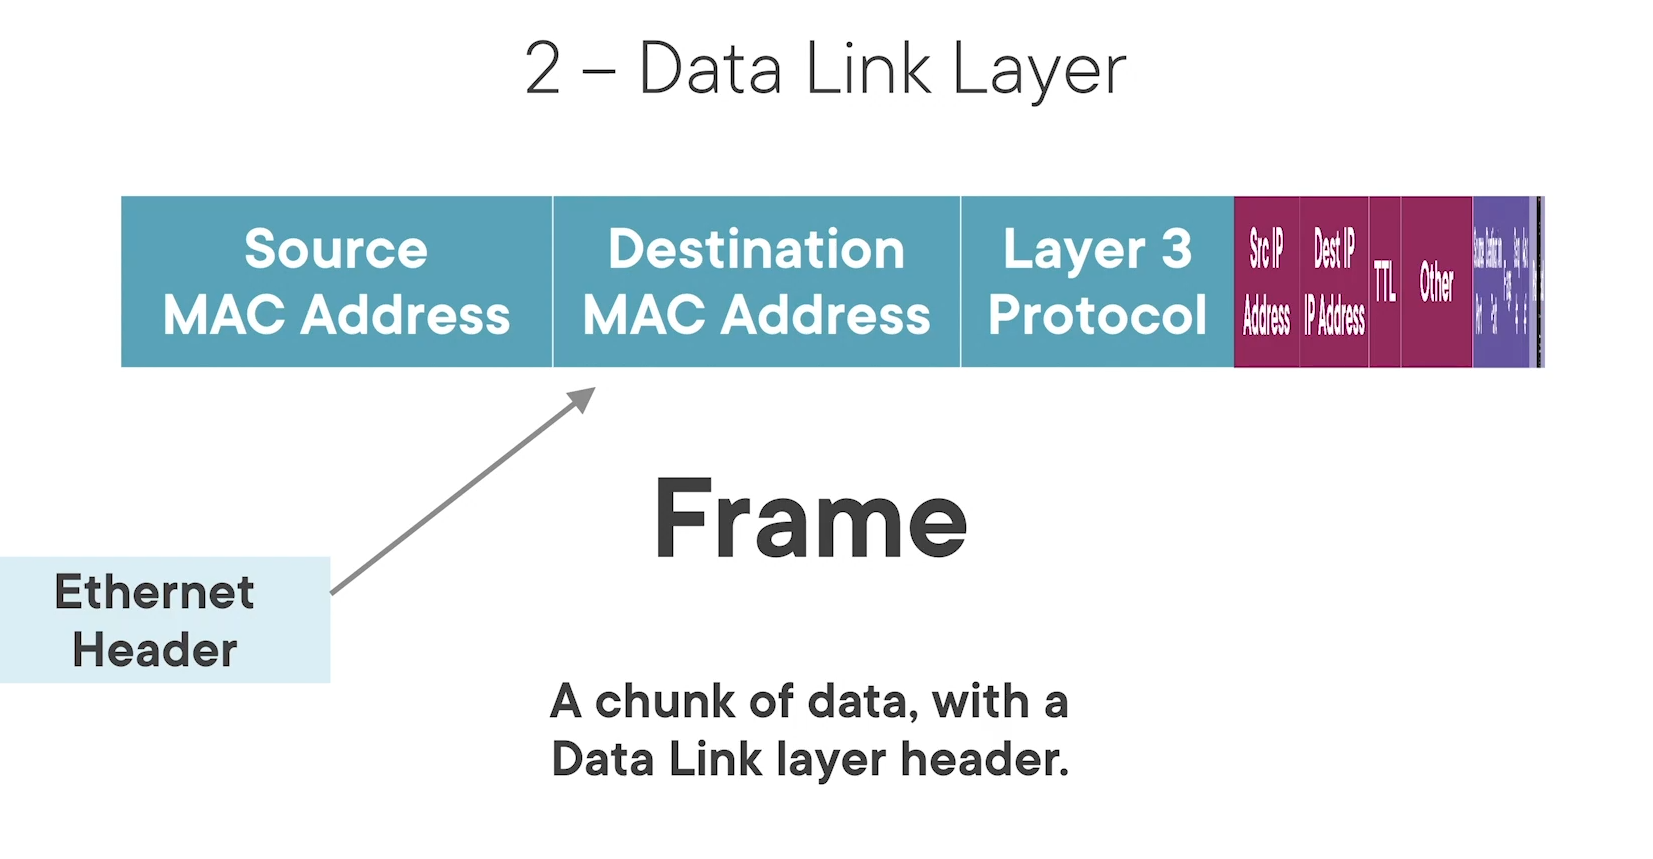 2 – Data Link Layer
Source
MAC Address
Destination
MAC Address
Layer 3
Protocol
Src IP
Address
Dest IP
IP Address
TTL
Other
Frame
Ethernet
Header
A chunk of data, with a
Data Link layer header.